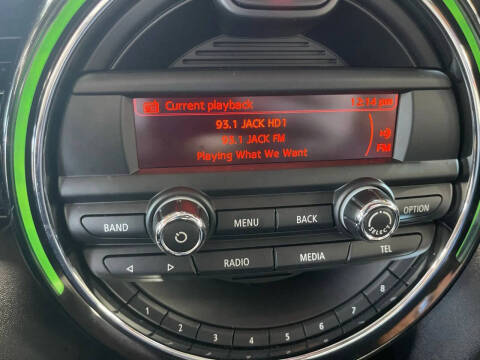 Current playback 12:14 pm
93.1 JACK HD1
93.1 JACK FM
FM
Playing What We Want
BAND MENU BACK OPTION
SELECT
RADIO MEDIA TEL
1 2 3 4 5 6 7 8